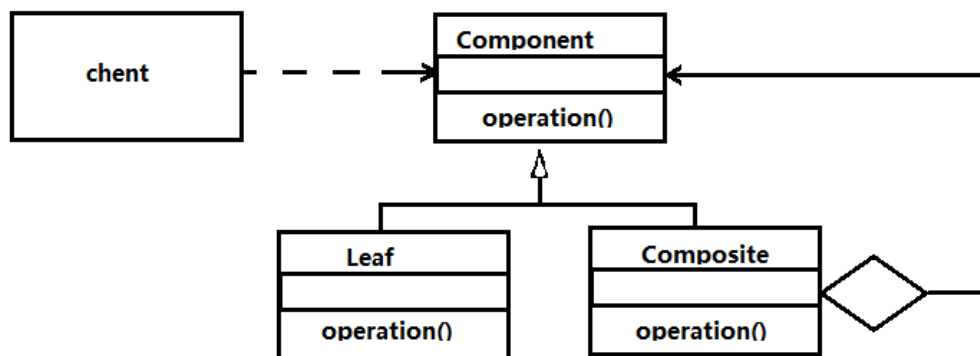 chent
Component
operation()
Leaf
operation()
Composite
operation()